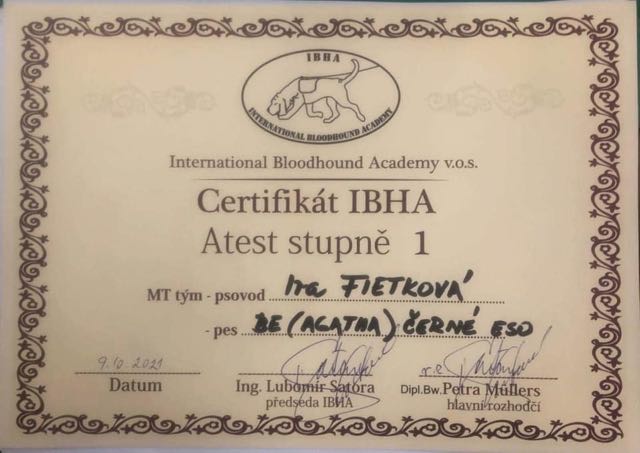 IBHA
INTERNATIONAL BLOODHOUND ACADEMY
International Bloodhound Academy v.o.s.
Certifikát IBHA
Atest stupně 1
MT tým - psovod Iva FIETKOVÁ
- pes BE (AGATHA) ČERNÉ ESO
9.10.2021
Datum
Ing. Lubomír Šatora
předseda IBHA
Dipl.Bw. Petra Müllers
hlavní rozhodčí